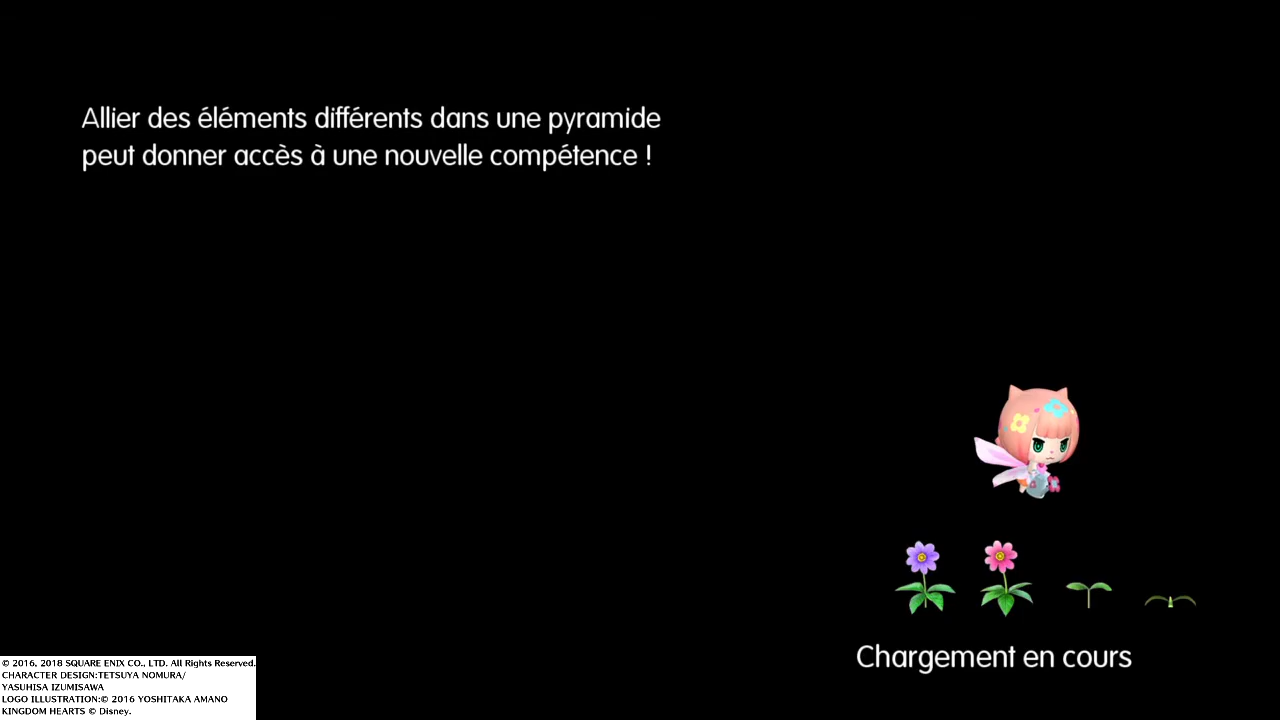 Allier des éléments différents dans une pyramide
peut donner accès à une nouvelle compétence !
Chargement en cours
© 2016, 2018 SQUARE ENIX CO., LTD. All Rights Reserved.
CHARACTER DESIGN:TETSUYA NOMURA/
YASUHISA IZUMISAWA
LOGO ILLUSTRATION:© 2016 YOSHITAKA AMANO
KINGDOM HEARTS © Disney.